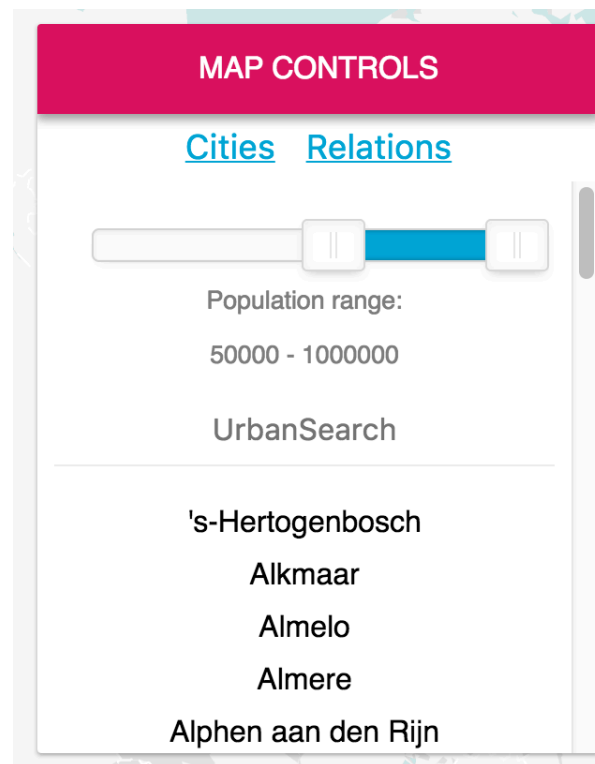 MAP CONTROLS
Cities Relations
Population range:
50000 - 1000000
UrbanSearch
's-Hertogenbosch
Alkmaar
Almelo
Almere
Alphen aan den Rijn